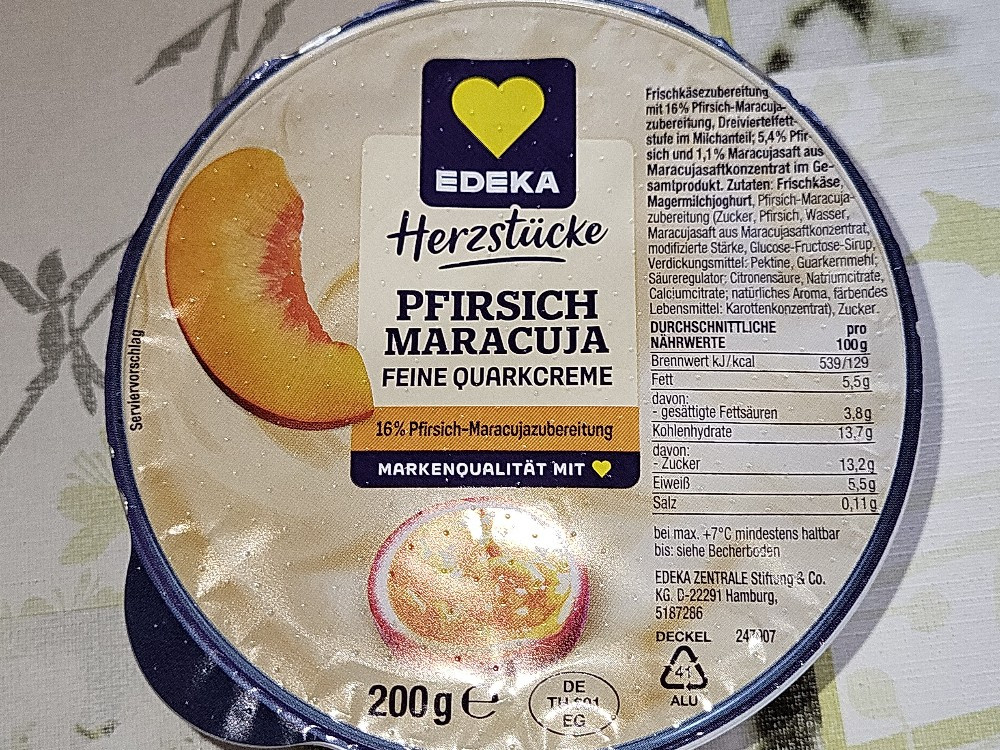 EDEKA
Herzstücke
PFIRSICH
MARACUJA
FEINE QUARKCREME
16% Pfirsich-Maracujazubereitung
MARKENQUALITÄT MIT
Serviervorschlag
200 g e
DE
EG
Frischkäsezubereitung
mit 16% Pfirsich-Maracuja-
zubereitung, Dreiviertelfett-
stufe im Milchanteil; 5,4% Pfir-
sich und 1,1% Maracujasaft aus
Maracujasaftkonzentrat im Ge-
samtprodukt. Zutaten: Frischkäse,
Magermilchjoghurt, Pfirsich-Maracuja-
zubereitung (Zucker, Pfirsich, Wasser,
Maracujasaft aus Maracujasaftkonzentrat,
modifizierte Stärke, Glucose-Fructose-Sirup,
Verdickungsmittel: Pektine, Guarkernmehl;
Säureregulator: Citronensäure, Natriumcitrate,
Calciumcitrate; natürliches Aroma, färbendes
Lebensmittel: Karottenkonzentrat), Zucker.
DURCHSCHNITTLICHE pro
NÄHRWERTE 100g
Brennwert kJ/kcal 539/129
Fett 5,5g
davon:
- gesättigte Fettsäuren 3,8g
Kohlenhydrate 13,7g
davon:
- Zucker 13,2g
Eiweiß 5,5g
Salz 0,11g
bei max. +7°C mindestens haltbar
bis: siehe Becherboden
EDEKA ZENTRALE Stiftung & Co.
KG. D-22291 Hamburg,
5187286
DECKEL
41
ALU